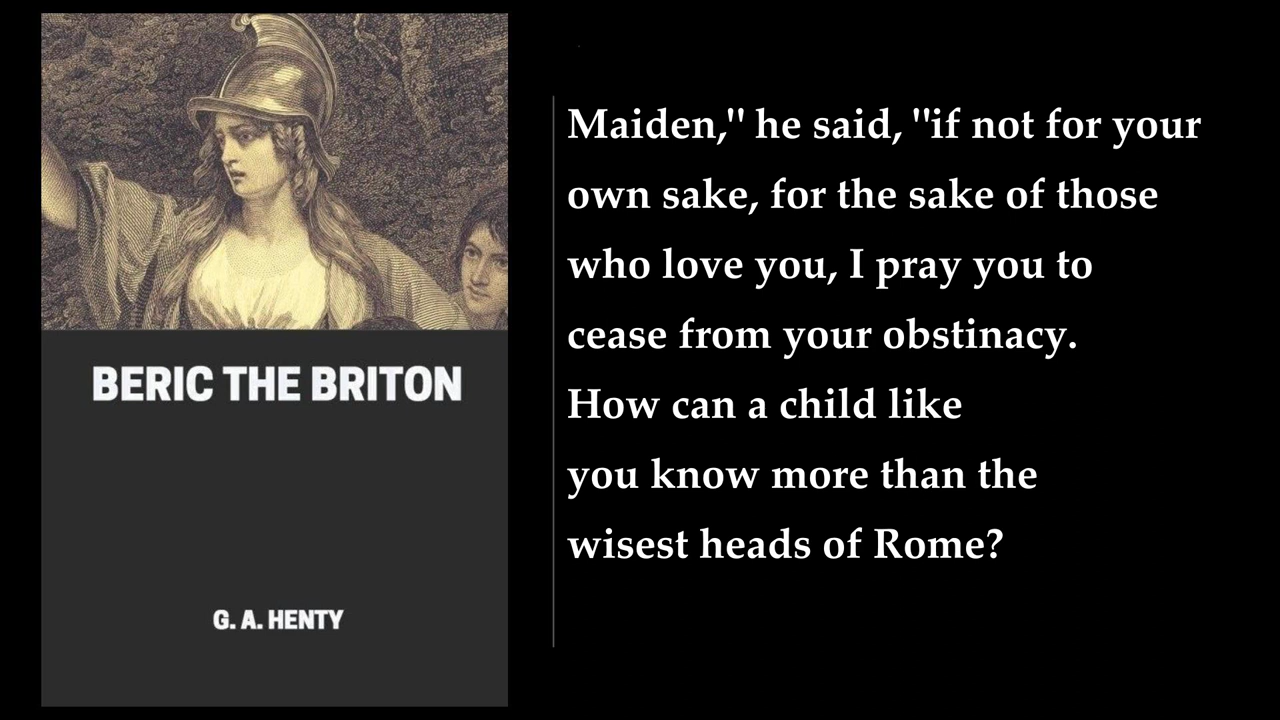 BERIC THE BRITON
G. A. HENTY
Maiden," he said, "if not for your
own sake, for the sake of those
who love you, I pray you to
cease from your obstinacy.
How can a child like
you know more than the
wisest heads of Rome?